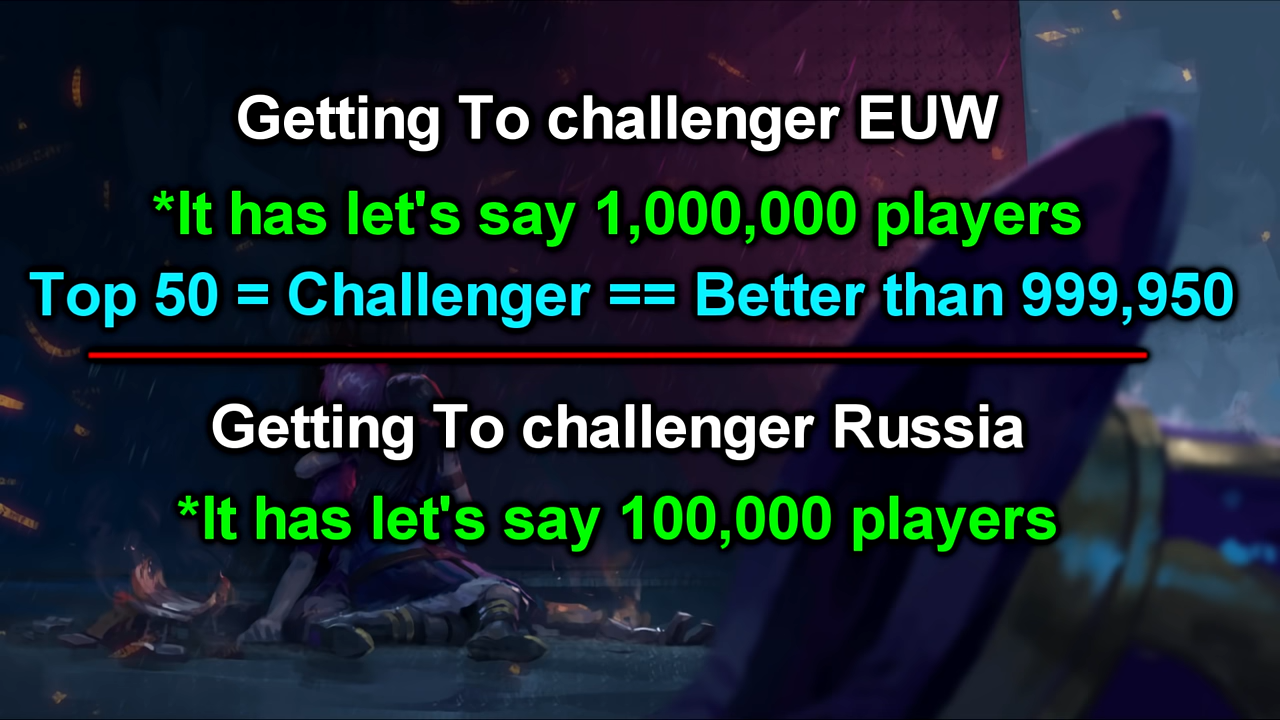 Getting To challenger EUW
*It has let's say 1,000,000 players
Top 50 = Challenger == Better than 999,950
Getting To challenger Russia
*It has let's say 100,000 players